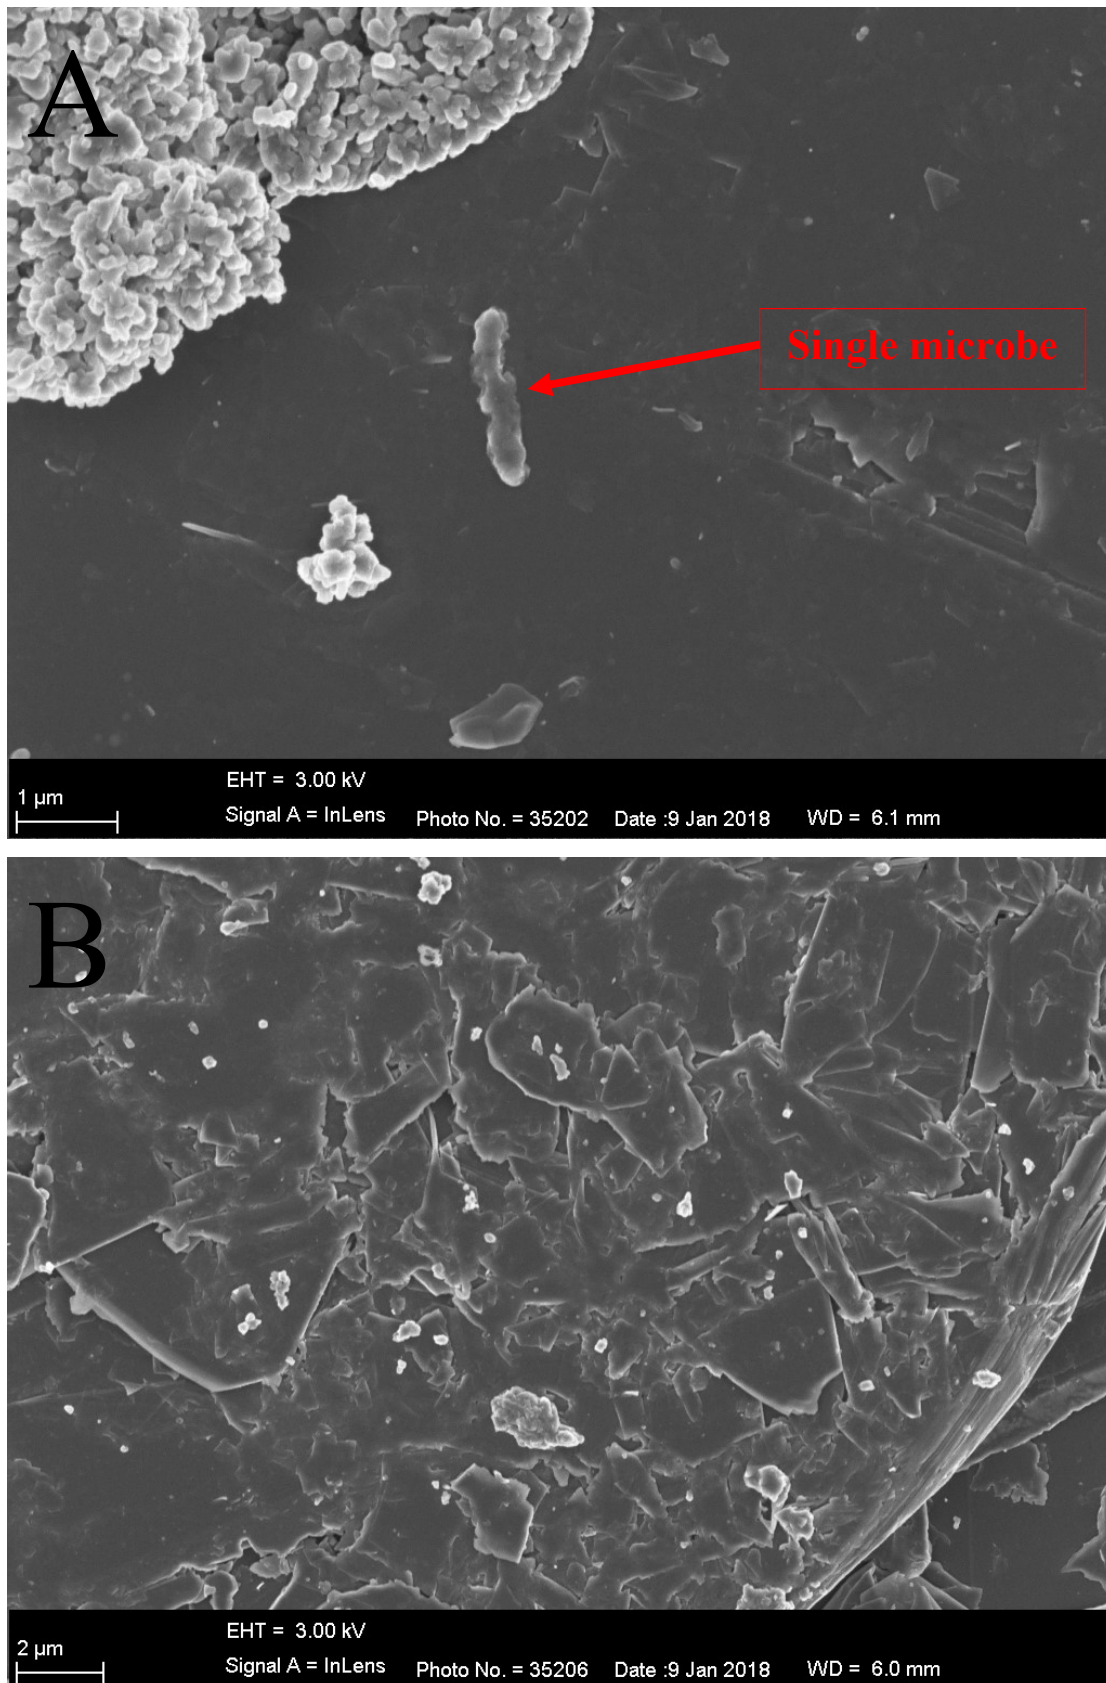 A
Single microbe
1 µm
EHT = 3.00 kV
Signal A = InLens Photo No. = 35202 Date :9 Jan 2018 WD = 6.1 mm
B
2 µm
EHT = 3.00 kV
Signal A = InLens Photo No. = 35206 Date :9 Jan 2018 WD = 6.0 mm